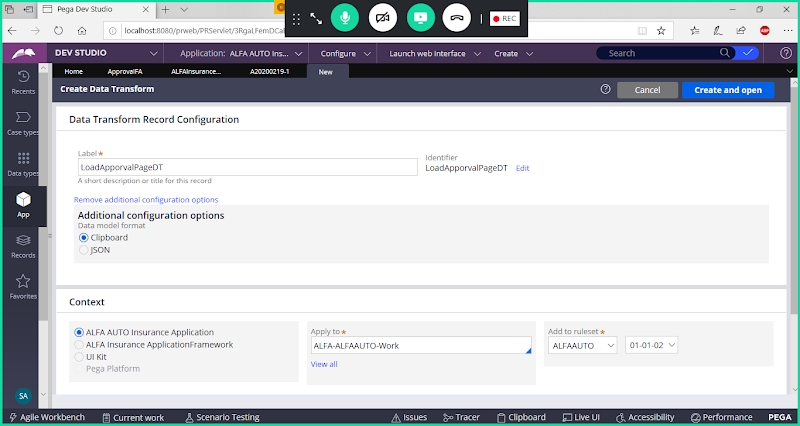 Pega Dev Studio
localhost:8080/prweb/PRServlet/3RgaLFemDCa
REC
DEV STUDIO
Application: ALFA AUTO Ins...
Configure
Launch web interface
Create
Search
Home
ApprovalFA
ALFAInsurance...
A20200219-1
New
Create Data Transform
Cancel
Create and open
Recents
Case types
Data types
App
Records
Favorites
SA
Data Transform Record Configuration
Label*
LoadApporvalPageDT
A short description or title for this record
Identifier
LoadApporvalPageDT Edit
Remove additional configuration options
Additional configuration options
Data model format
Clipboard
JSON
Context
ALFA AUTO Insurance Application
ALFA Insurance ApplicationFramework
UI Kit
Pega Platform
Apply to*
ALFA-ALFAAUTO-Work
View all
Add to ruleset*
ALFAAUTO 01-01-02
Agile Workbench Current work Scenario Testing Issues Tracer Clipboard Live UI Accessibility Performance PEGA